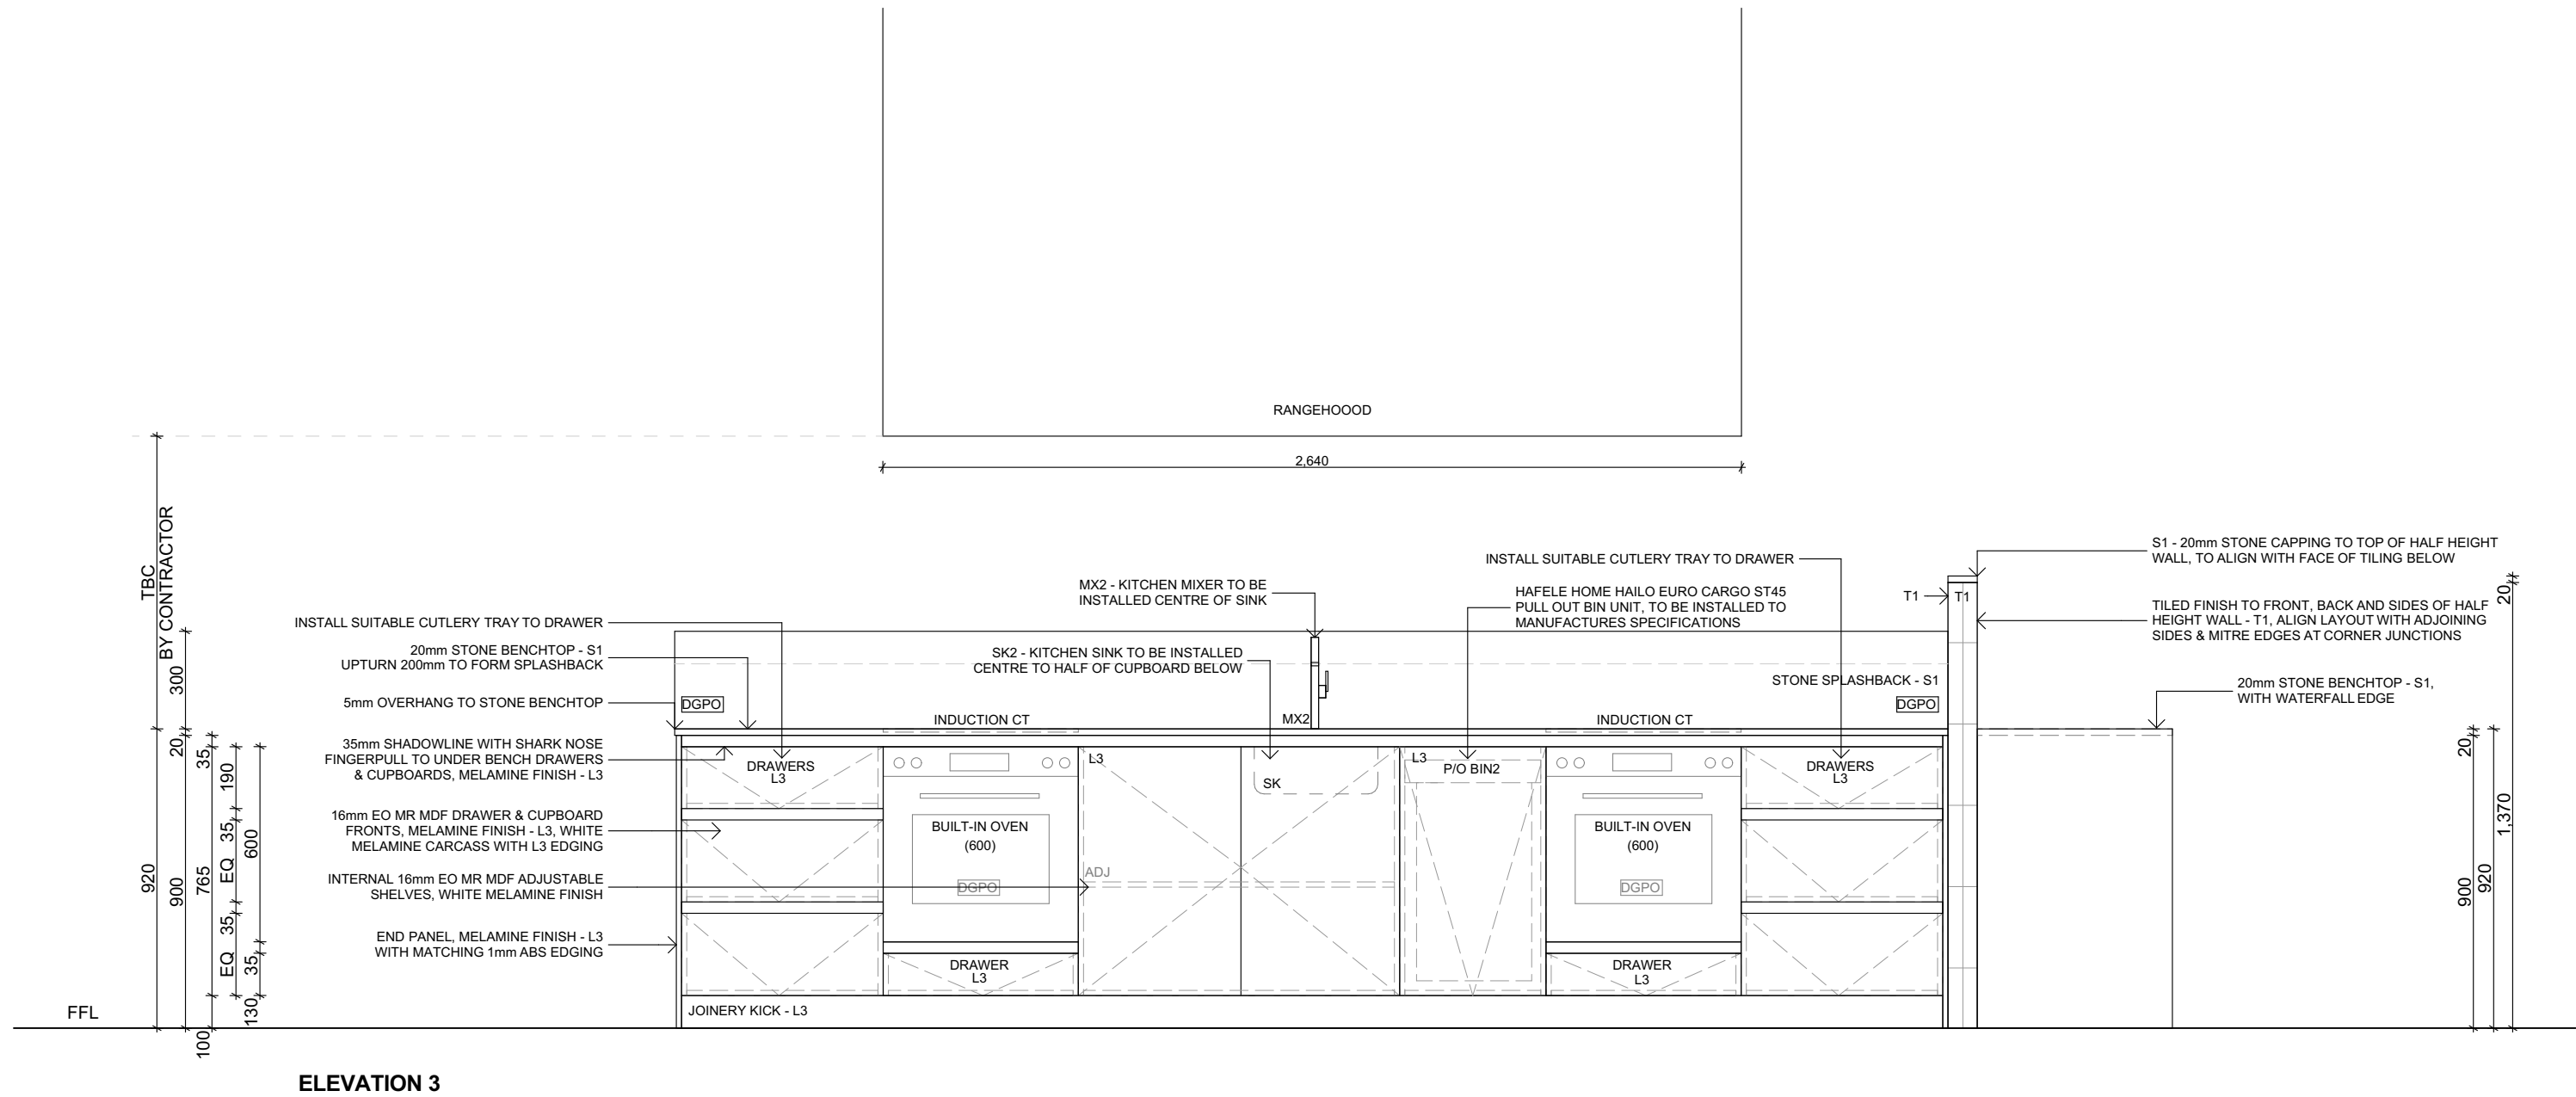 RANGEHOOOD
2,640
TBC
BY CONTRACTOR
300
20
35
190
35
EQ
600
920
900
765
35
EQ
35
130
100
FFL
INSTALL SUITABLE CUTLERY TRAY TO DRAWER
20mm STONE BENCHTOP - S1
UPTURN 200mm TO FORM SPLASHBACK
5mm OVERHANG TO STONE BENCHTOP
35mm SHADOWLINE WITH SHARK NOSE
FINGERPULL TO UNDER BENCH DRAWERS
& CUPBOARDS, MELAMINE FINISH - L3
16mm EO MR MDF DRAWER & CUPBOARD
FRONTS, MELAMINE FINISH - L3, WHITE
MELAMINE CARCASS WITH L3 EDGING
INTERNAL 16mm EO MR MDF ADJUSTABLE
SHELVES, WHITE MELAMINE FINISH
END PANEL, MELAMINE FINISH - L3
WITH MATCHING 1mm ABS EDGING
MX2 - KITCHEN MIXER TO BE
INSTALLED CENTRE OF SINK
SK2 - KITCHEN SINK TO BE INSTALLED
CENTRE TO HALF OF CUPBOARD BELOW
INSTALL SUITABLE CUTLERY TRAY TO DRAWER
HAFELE HOME HAILO EURO CARGO ST45
PULL OUT BIN UNIT, TO BE INSTALLED TO
MANUFACTURES SPECIFICATIONS
STONE SPLASHBACK - S1
DGPO
DGPO
INDUCTION CT
MX2
INDUCTION CT
DRAWERS
L3
L3
SK
L3
P/O BIN2
DRAWERS
L3
BUILT-IN OVEN
(600)
DGPO
ADJ
BUILT-IN OVEN
(600)
DGPO
DRAWER
L3
DRAWER
L3
JOINERY KICK - L3
T1
T1
S1 - 20mm STONE CAPPING TO TOP OF HALF HEIGHT
WALL, TO ALIGN WITH FACE OF TILING BELOW
TILED FINISH TO FRONT, BACK AND SIDES OF HALF
HEIGHT WALL - T1, ALIGN LAYOUT WITH ADJOINING
SIDES & MITRE EDGES AT CORNER JUNCTIONS
20mm STONE BENCHTOP - S1,
WITH WATERFALL EDGE
20
1,370
20
900
920
ELEVATION 3